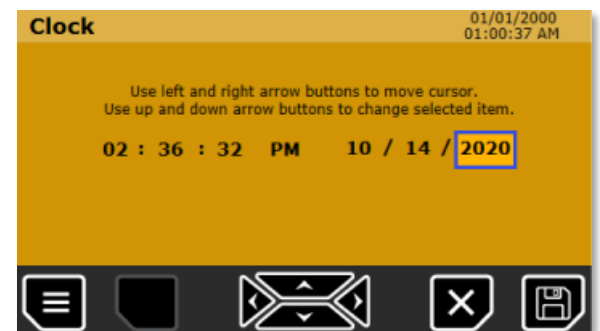 Clock
01/01/2000
01:00:37 AM
Use left and right arrow buttons to move cursor.
Use up and down arrow buttons to change selected item.
02 : 36 : 32 PM 10 / 14 / 2020